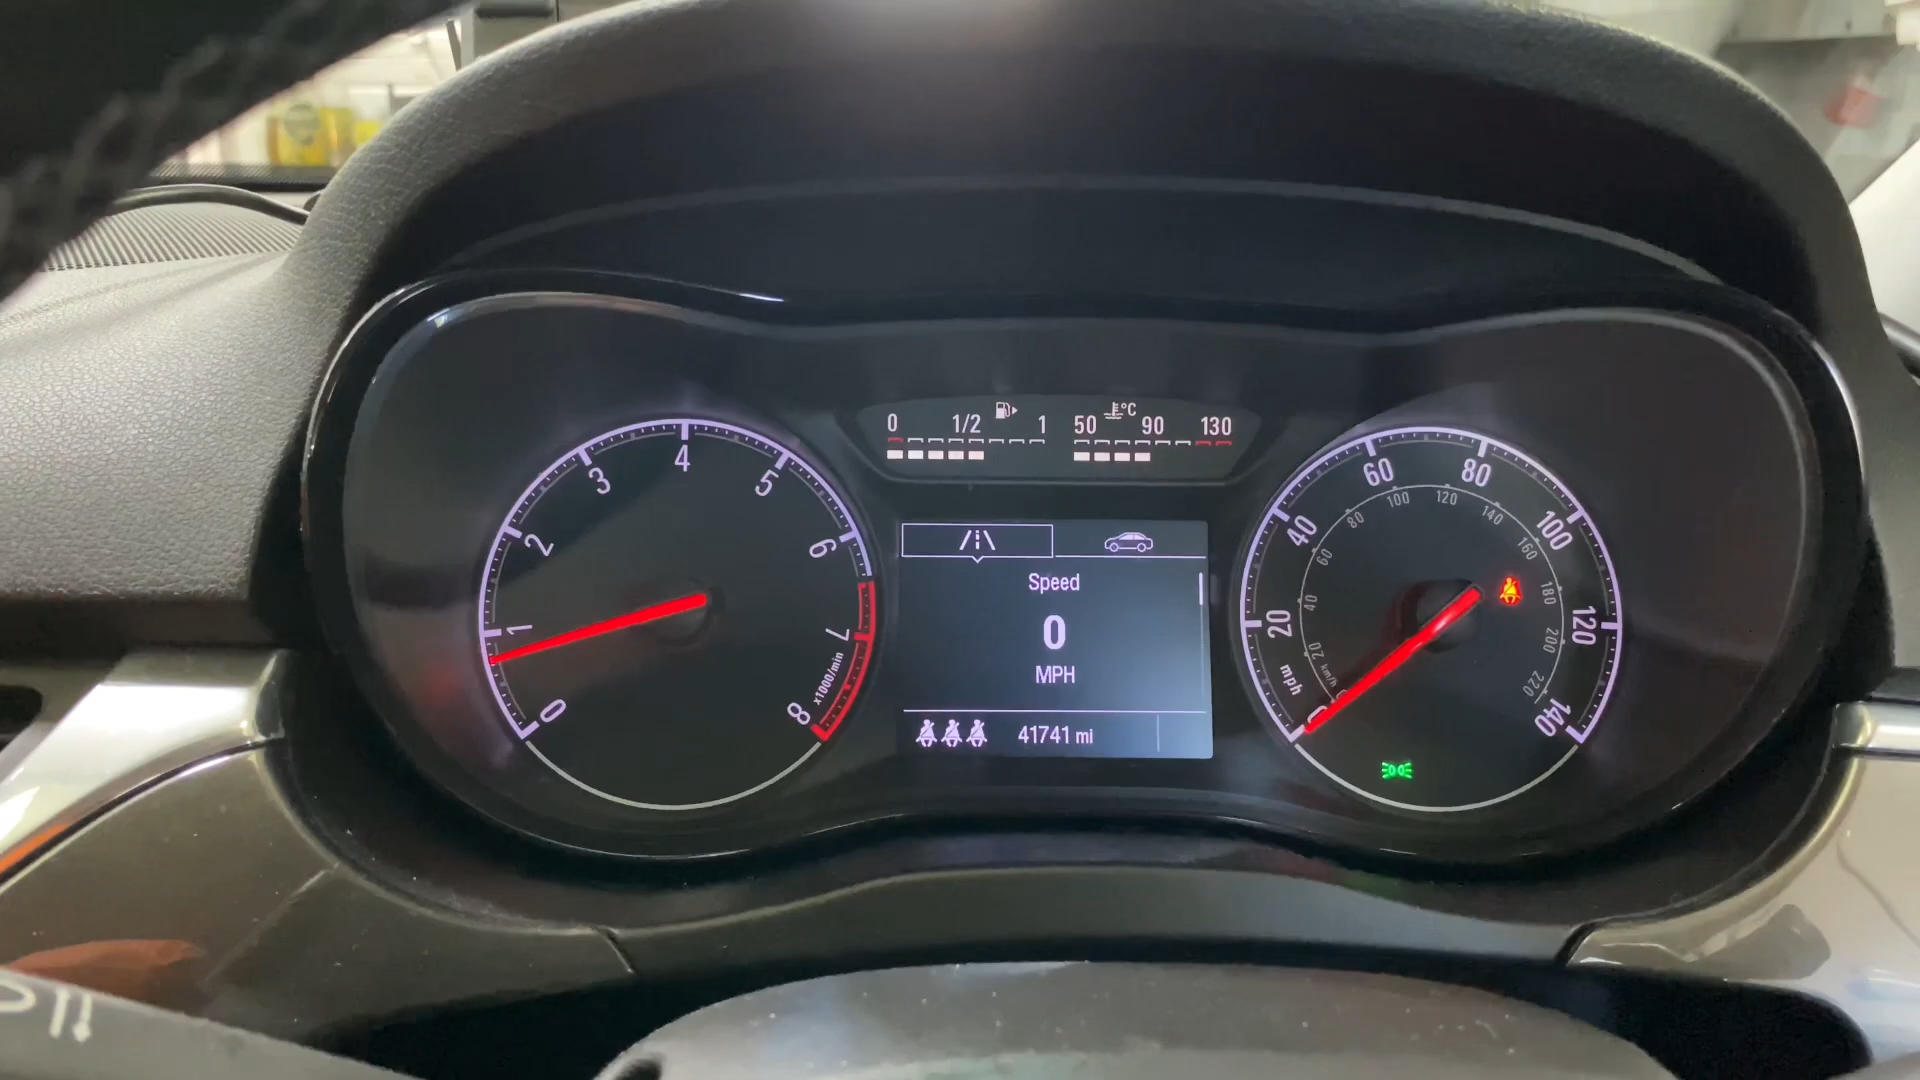 0 1/2 1 50 °C 90 130
0 1 2 3 4 5 6 7 8
x1000/min
Speed
0
MPH
41741 mi
0 20 40 60 80 100 120 140
mph
20 40 60 80 100 120 140 160 180 200 220
km/h